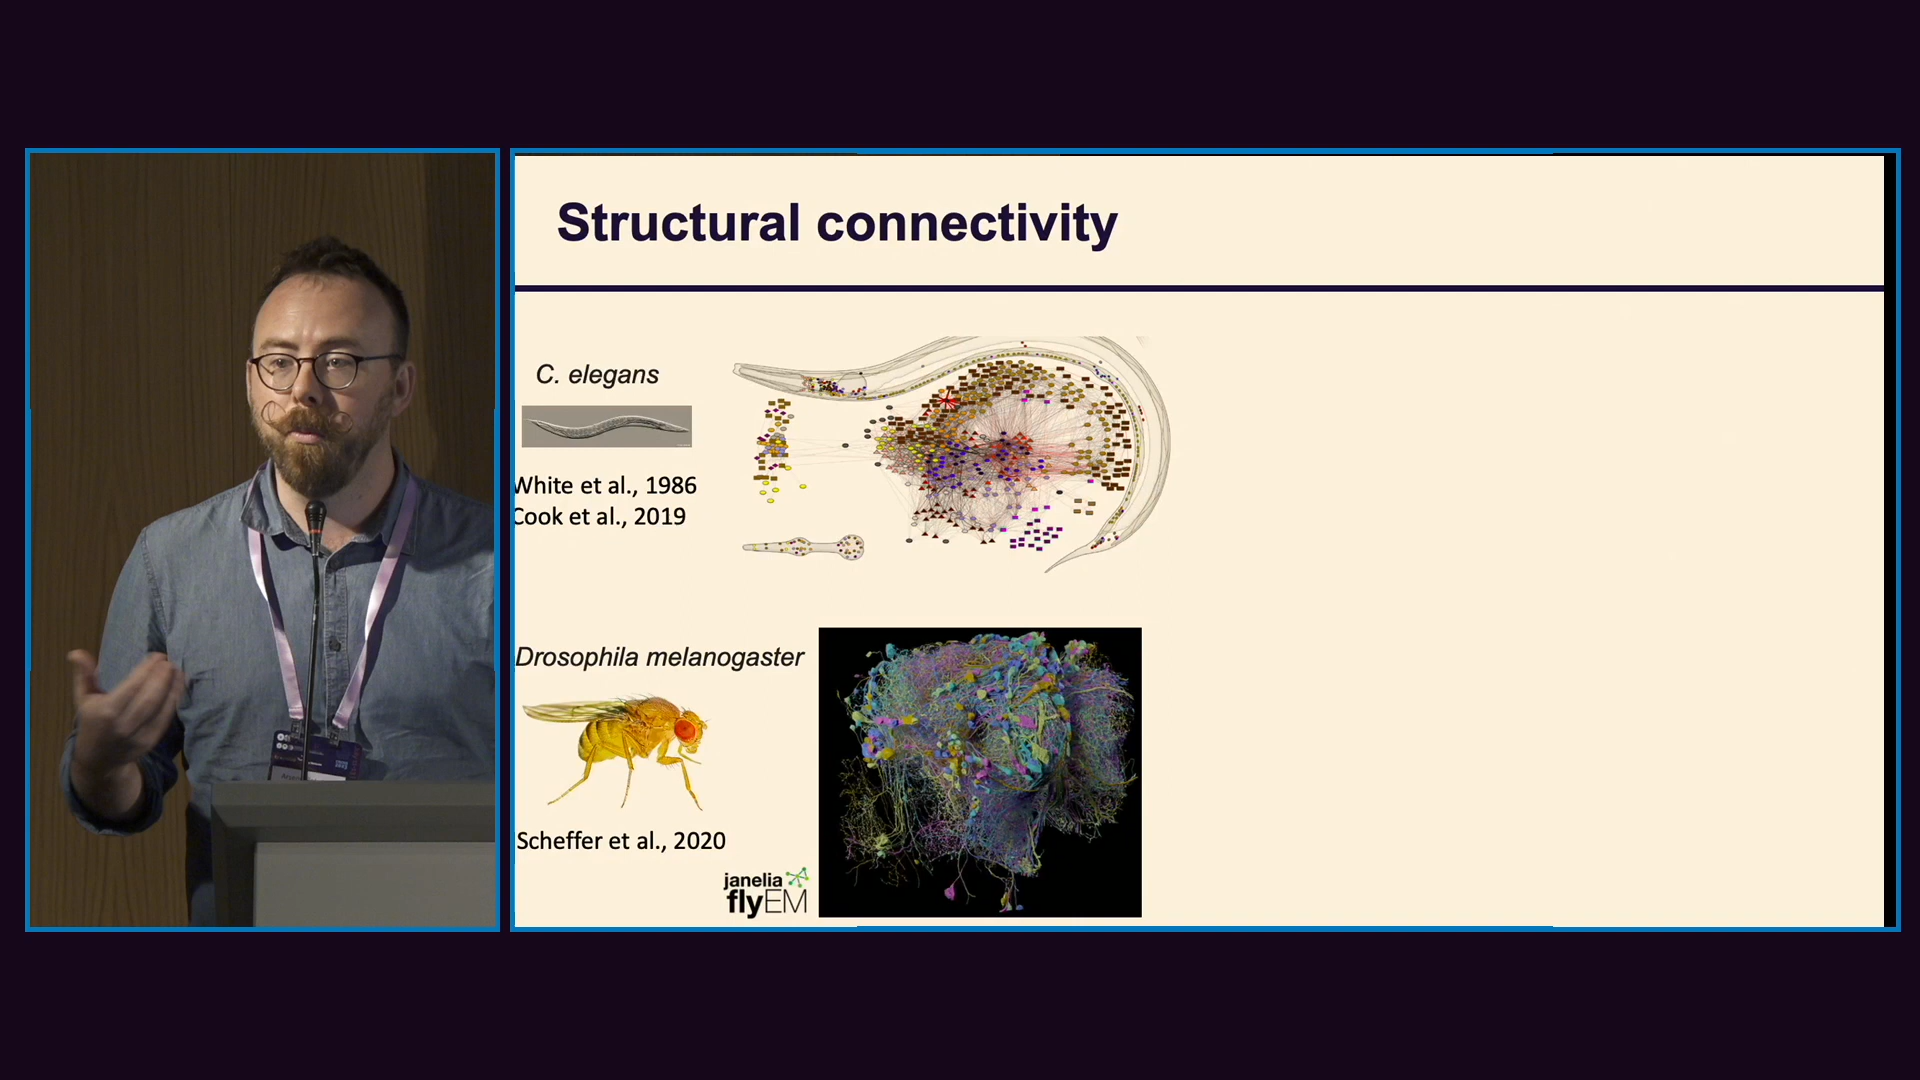 Structural connectivity
C. elegans
White et al., 1986
Cook et al., 2019
Drosophila melanogaster
Scheffer et al., 2020
janelia
flyEM